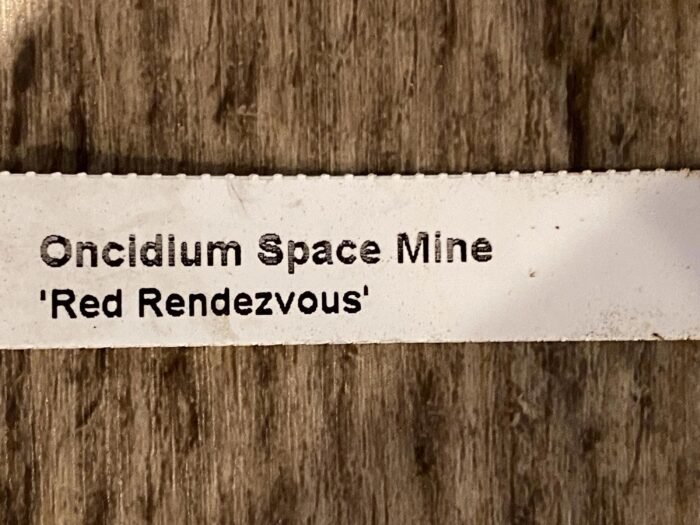 Oncidium Space Mine
'Red Rendezvous'